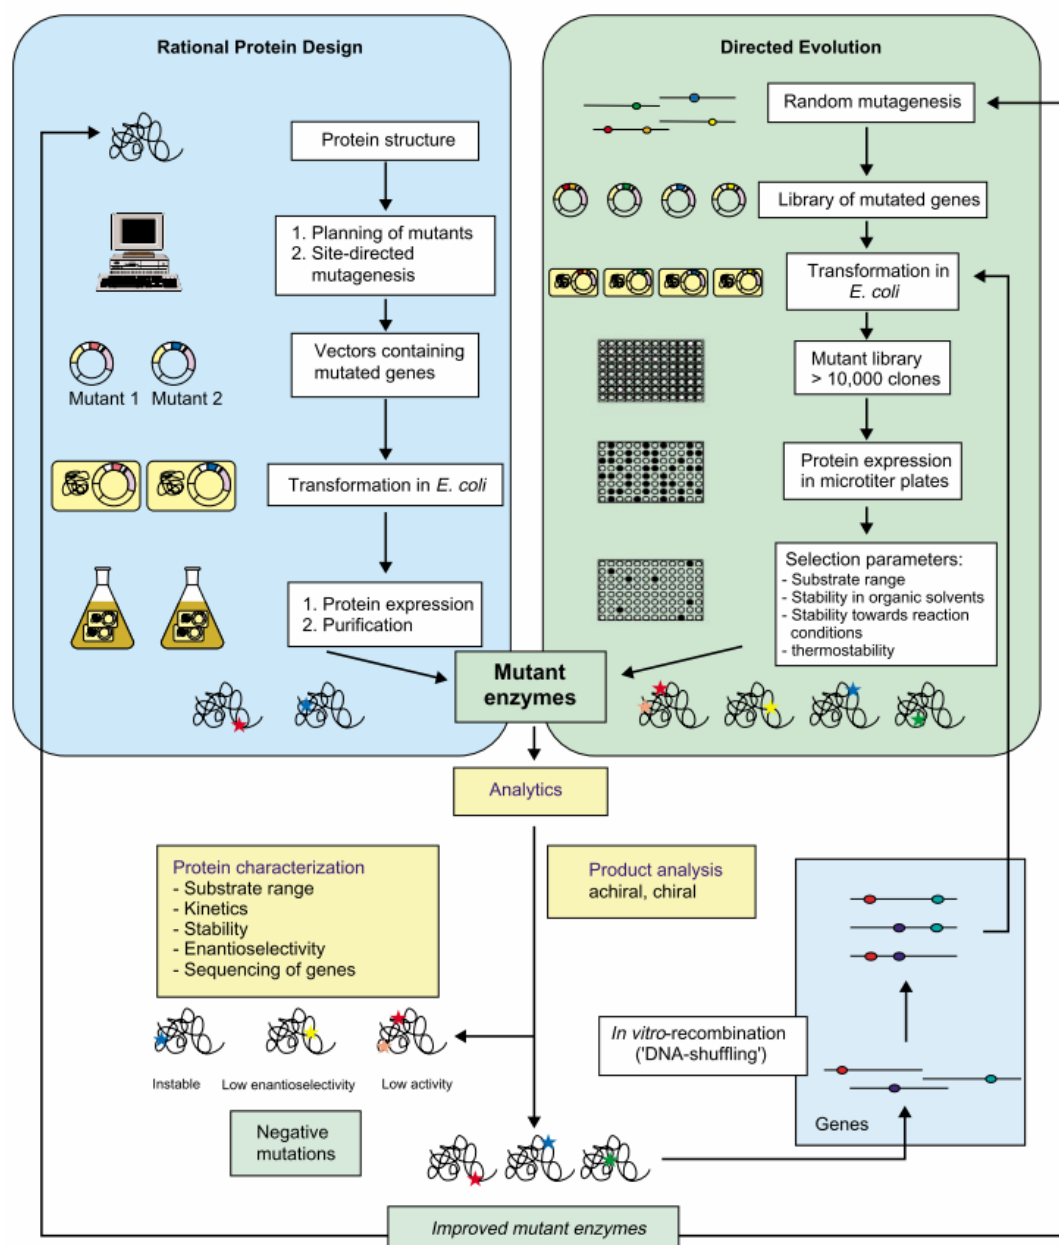 Rational Protein Design
Protein structure
1. Planning of mutants
2. Site-directed
mutagenesis
Vectors containing
mutated genes
Mutant 1 Mutant 2
Transformation in E. coli
1. Protein expression
2. Purification
Directed Evolution
Random mutagenesis
Library of mutated genes
Transformation in
E. coli
Mutant library
> 10,000 clones
Protein expression
in microtiter plates
Selection parameters:
- Substrate range
- Stability in organic solvents
- Stability towards reaction
conditions
- thermostability
Mutant
enzymes
Analytics
Protein characterization
- Substrate range
- Kinetics
- Stability
- Enantioselectivity
- Sequencing of genes
Product analysis
achiral, chiral
Instable Low enantioselectivity Low activity
Negative
mutations
In vitro-recombination
('DNA-shuffling')
Genes
Improved mutant enzymes